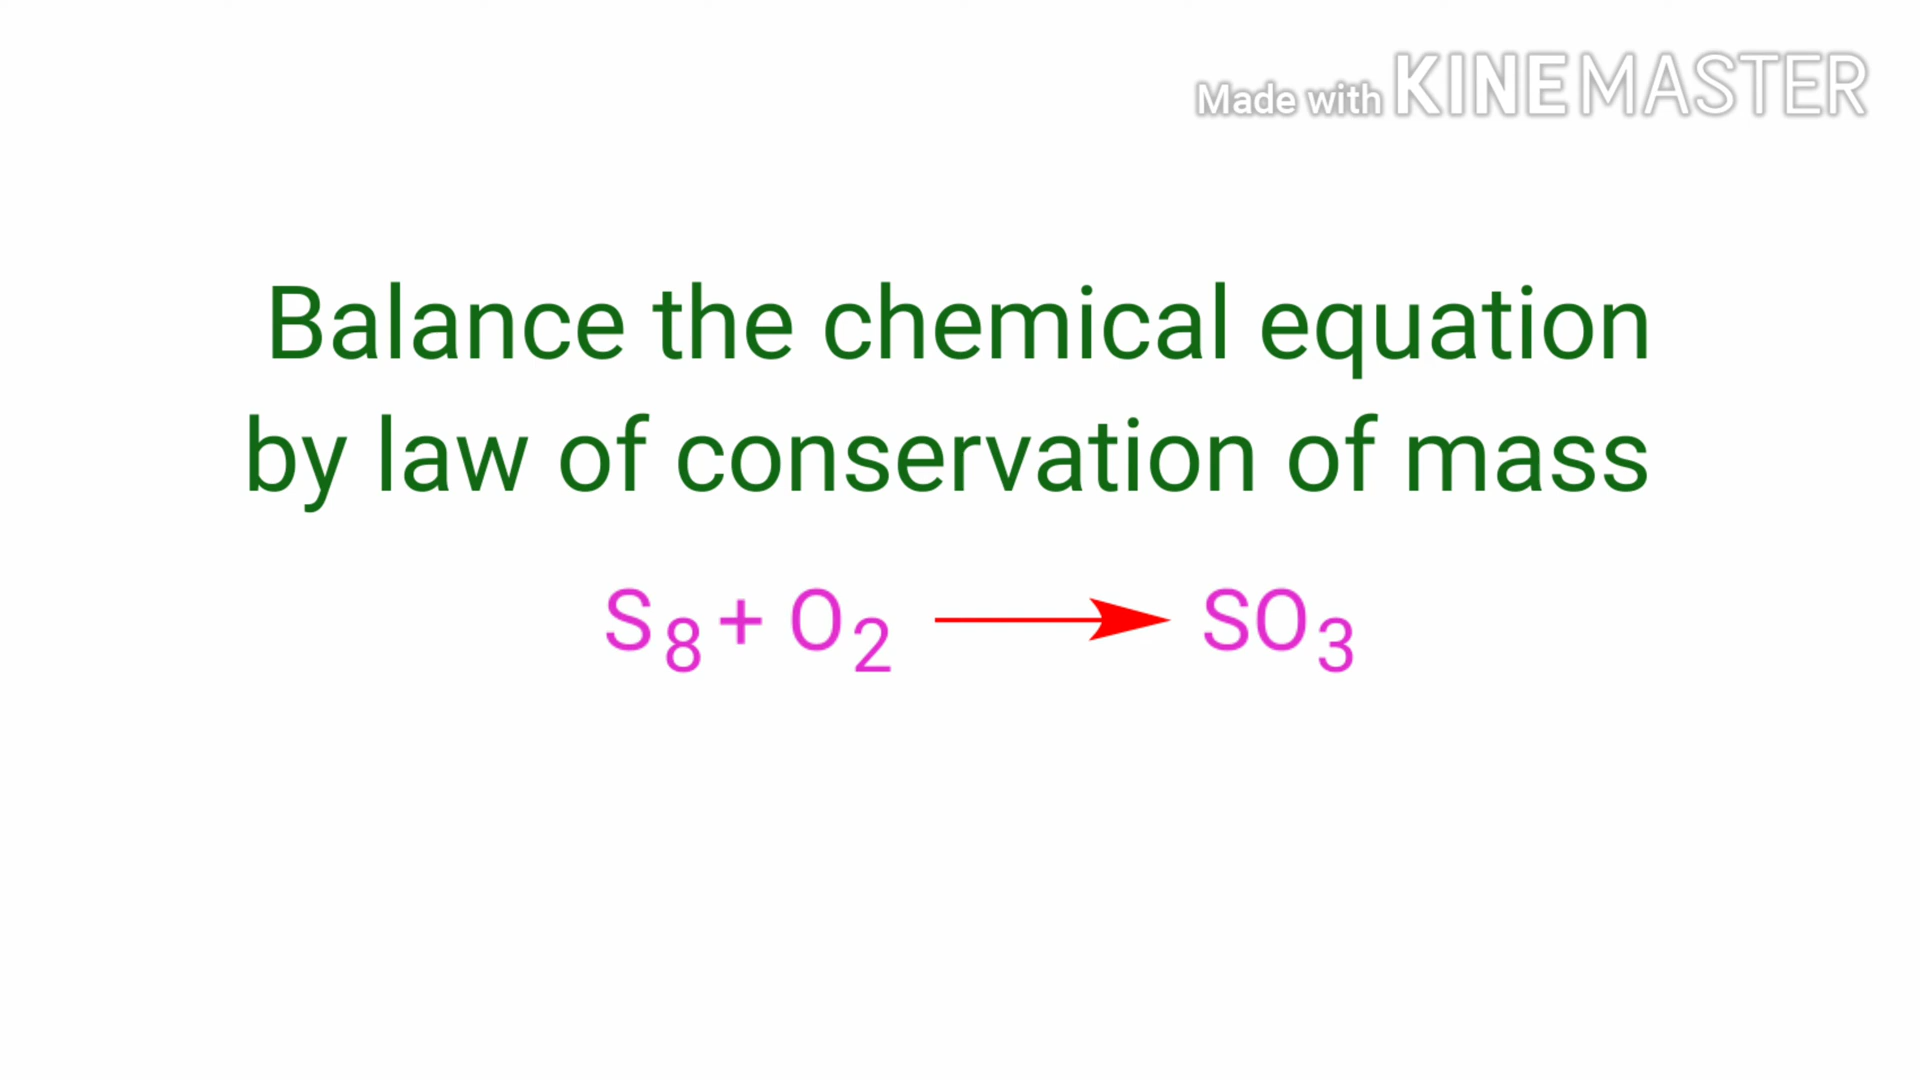 Made with KINEMASTER
Balance the chemical equation
by law of conservation of mass
S8 + O2 → SO3